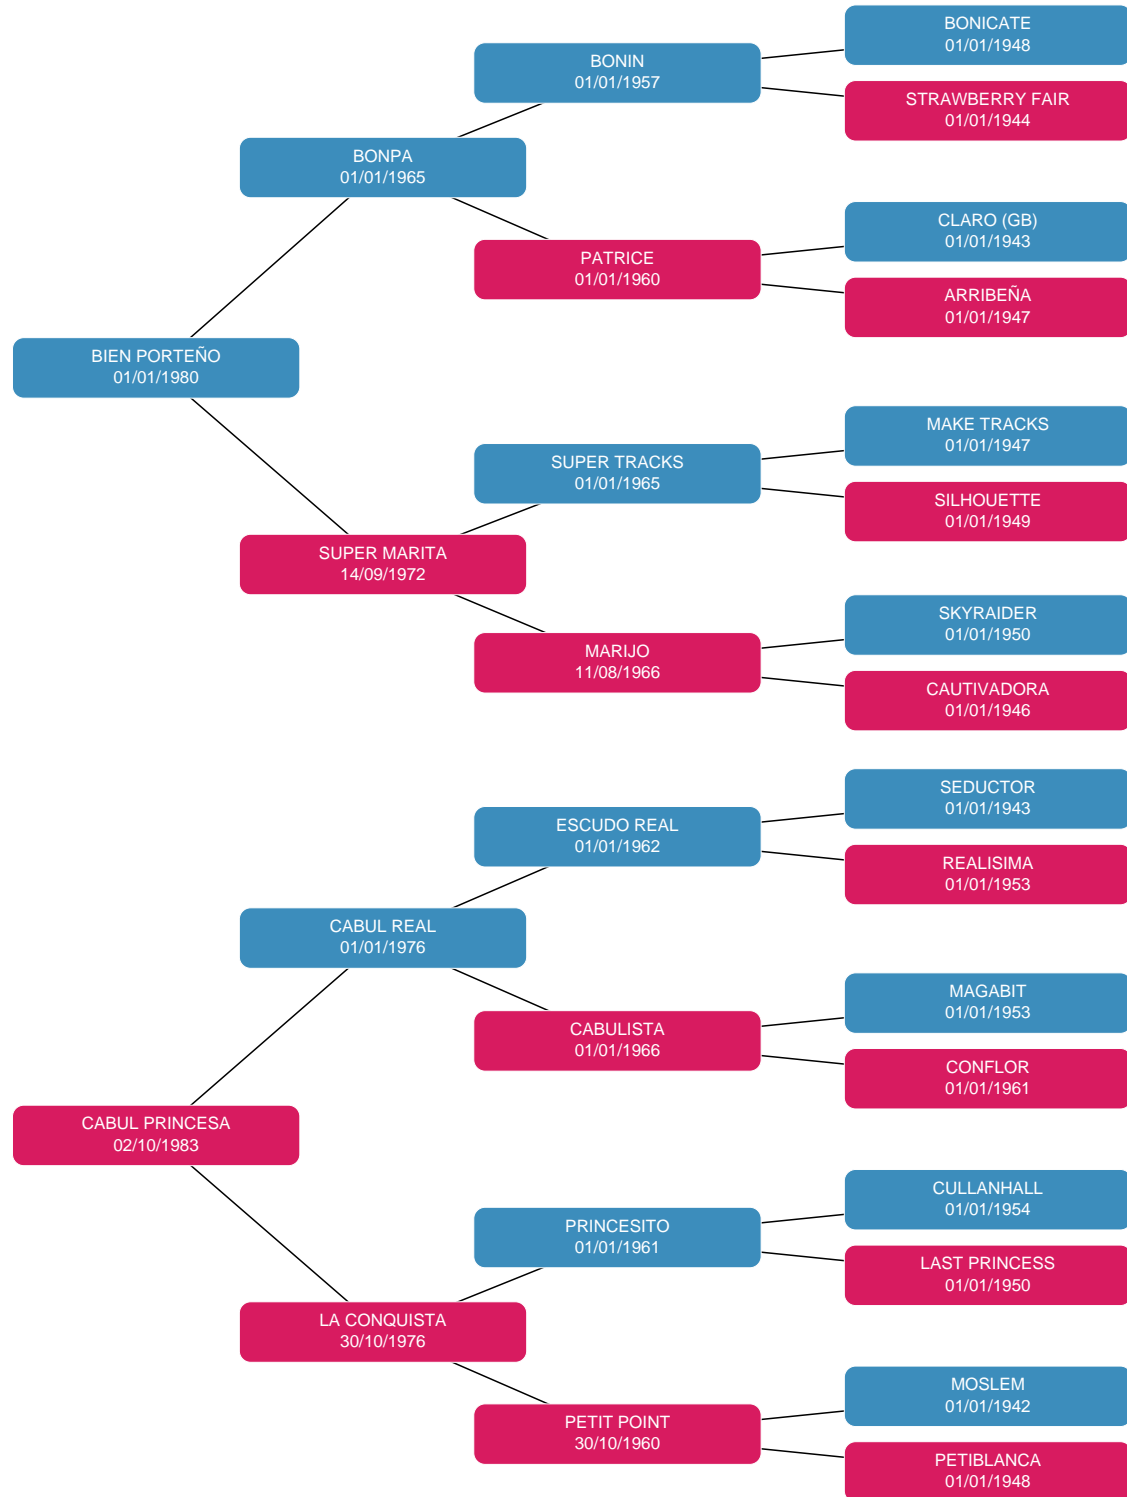 BONICATE
01/01/1948
BONIN
01/01/1957
STRAWBERRY FAIR
01/01/1944
BONPA
01/01/1965
CLARO (GB)
01/01/1943
PATRICE
01/01/1960
ARRIBEÑA
01/01/1947
BIEN PORTEÑO
01/01/1980
MAKE TRACKS
01/01/1947
SUPER TRACKS
01/01/1965
SILHOUETTE
01/01/1949
SUPER MARITA
14/09/1972
SKYRAIDER
01/01/1950
MARIJO
11/08/1966
CAUTIVADORA
01/01/1946
SEDUCTOR
01/01/1943
ESCUDO REAL
01/01/1962
REALISIMA
01/01/1953
CABUL REAL
01/01/1976
MAGABIT
01/01/1953
CABULISTA
01/01/1966
CONFLOR
01/01/1961
CABUL PRINCESA
02/10/1983
CULLANHALL
01/01/1954
PRINCESITO
01/01/1961
LAST PRINCESS
01/01/1950
LA CONQUISTA
30/10/1976
MOSLEM
01/01/1942
PETIT POINT
30/10/1960
PETIBLANCA
01/01/1948